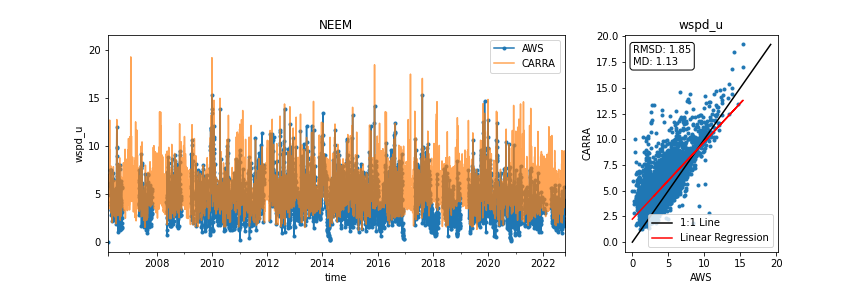 NEEM
wspd_u
20
15
10
5
0
2008
2010
2012
2014
2016
2018
2020
2022
time
AWS
CARRA
wspd_u
CARRA
20.0
17.5
15.0
12.5
10.0
7.5
5.0
2.5
0.0
0
5
10
15
20
AWS
RMSD: 1.85
MD: 1.13
1:1 Line
Linear Regression